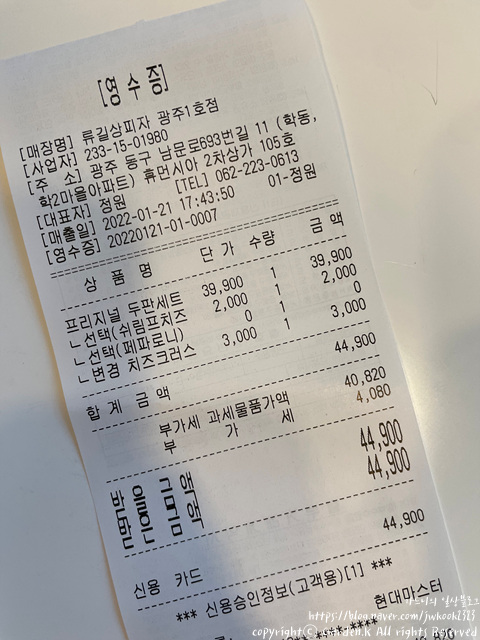 [영수증]
[매장명] 류길상피자 광주1호점
[사업자] 233-15-01980
[주 소] 광주 동구 남문로693번길 11 (학동,
학2마을아파트) 휴먼시아 2차상가 105호
[대표자] 정원 [TEL] 062-223-0613
[매출일] 2022-01-21 17:43:50 01-정원
[영수증] 20220121-01-0007
상 품 명 단가 수량 금액
프리지널 두판세트 39,900 1 39,900
ㄴ선택(쉬림프치즈 2,000 1 2,000
ㄴ선택(페파로니) 0 1 0
ㄴ변경 치즈크러스 3,000 1 3,000
합 계 금 액 44,900
부가세 과세물품가액 40,820
부 가 세 4,080
받을금액 44,900
받은금액 44,900
신용 카드 44,900
*** 신용승인정보(고객용)[1] ***
현대마스터
https://blog.naver.com/jwkook1313